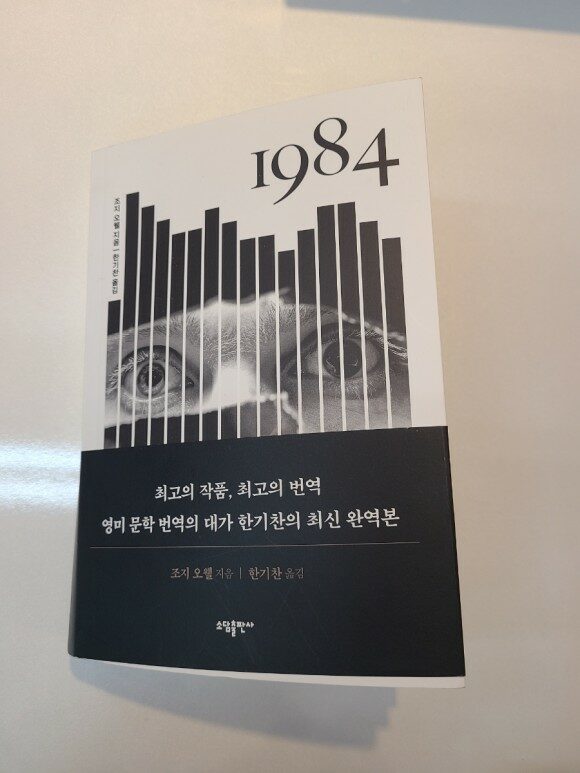 1984
조지 오웰 지음 | 한기찬 옮김
최고의 작품, 최고의 번역
영미 문학 번역의 대가 한기찬의 최신 완역본
조지 오웰 지음 | 한기찬 옮김
소담출판사